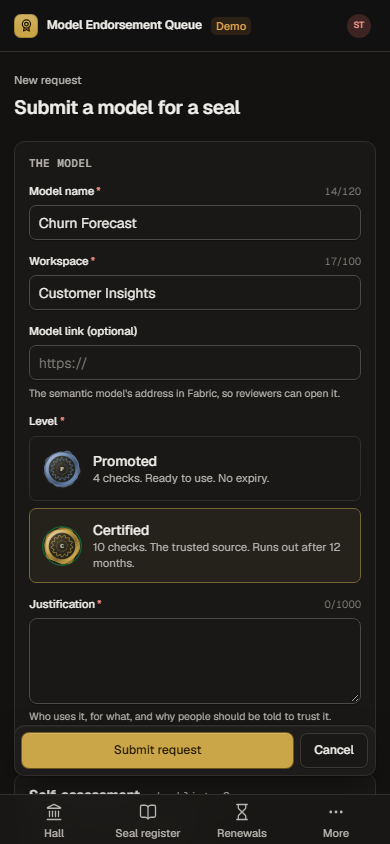 Model Endorsement Queue Demo ST
New request
Submit a model for a seal
THE MODEL
Model name * 14/120
Churn Forecast
Workspace * 17/100
Customer Insights
Model link (optional)
https://
The semantic model's address in Fabric, so reviewers can open it.
Level *
P
Promoted
4 checks. Ready to use. No expiry.
C
Certified
10 checks. The trusted source. Runs out after 12
months.
Justification * 0/1000
Who uses it, for what, and why people should be told to trust it.
Submit request Cancel
Self-assessment
Hall Seal register Renewals More